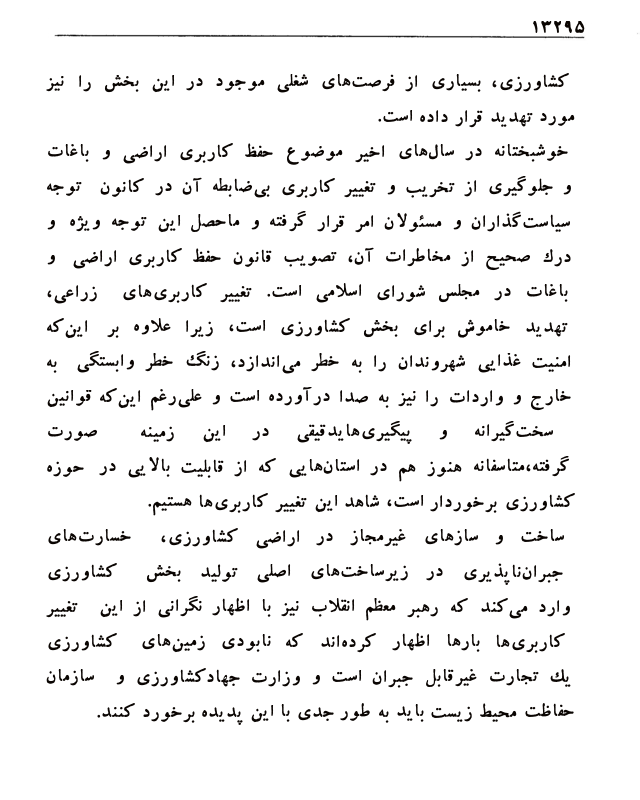 ۱۳۲۹۵
کشاورزی، بسیاری از فرصت‌های شغلی موجود در این بخش را نیز
مورد تهدید قرار داده است.
خوشبختانه در سال‌های اخیر موضوع حفظ کاربری اراضی و باغات
و جلوگیری از تخریب و تغییر کاربری بی‌ضابطه آن در کانون توجه
سیاست‌گذاران و مسئولان امر قرار گرفته و ماحصل این توجه ویژه و
درك صحیح از مخاطرات آن، تصویب قانون حفظ کاربری اراضی و
باغات در مجلس شورای اسلامی است. تغییر کاربری‌های زراعی،
تهدید خاموش برای بخش کشاورزی است، زیرا علاوه بر این‌که
امنیت غذایی شهروندان را به خطر می‌اندازد، زنگ خطر وابستگی به
خارج و واردات را نیز به صدا درآورده است و علی‌رغم این‌که قوانین
سخت‌گیرانه و پیگیری‌هایدقیقی در این زمینه صورت
گرفته،متاسفانه هنوز هم در استان‌هایی که از قابلیت بالایی در حوزه
کشاورزی برخوردار است، شاهد این تغییر کاربری‌ها هستیم.
ساخت و سازهای غیرمجاز در اراضی کشاورزی، خسارت‌های
جبران‌ناپذیری در زیرساخت‌های اصلی تولید بخش کشاورزی
وارد می‌کند که رهبر معظم انقلاب نیز با اظهار نگرانی از این تغییر
کاربری‌ها بارها اظهار کرده‌اند که نابودی زمین‌های کشاورزی
یك تجارت غیرقابل جبران است و وزارت جهادکشاورزی و سازمان
حفاظت محیط زیست باید به طور جدی با این پدیده برخورد کنند.